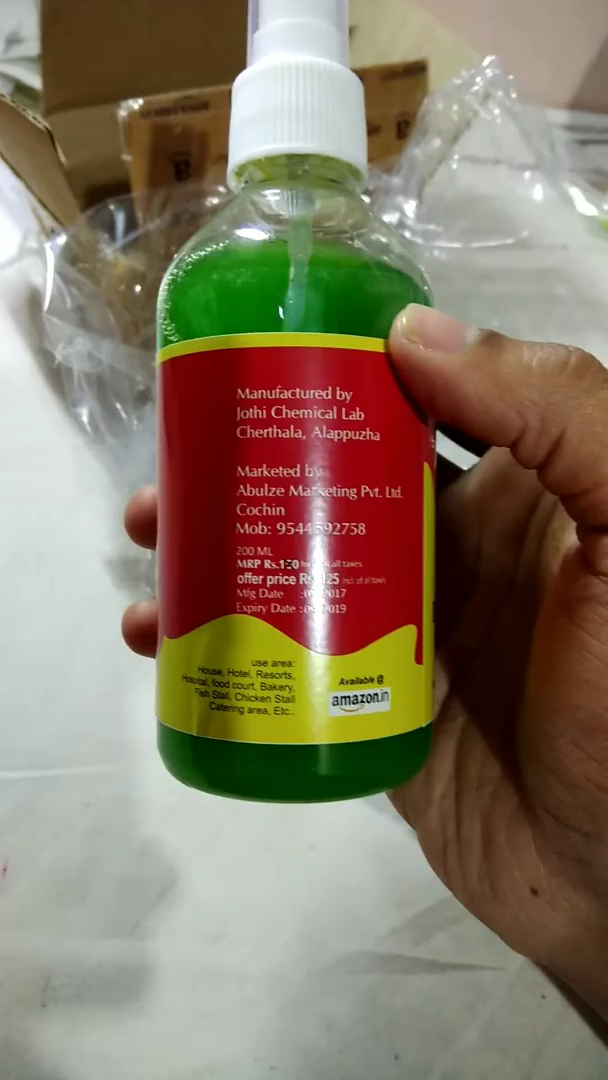 Manufactured by
Jothi Chemical Lab
Cherthala, Alappuzha
Marketed by
Abulze Marketing Pvt. Ltd.
Cochin
Mob: 9544592758
200 ML
MRP Rs. all taxes
offer price incl of all taxes
Mfg Date
Expiry Date
use area:
House, Hotel, Resorts,
Hospital, food court, Bakery,
Fish Stall, Chicken Stall
Catering area, Etc..
Available @
amazon.in